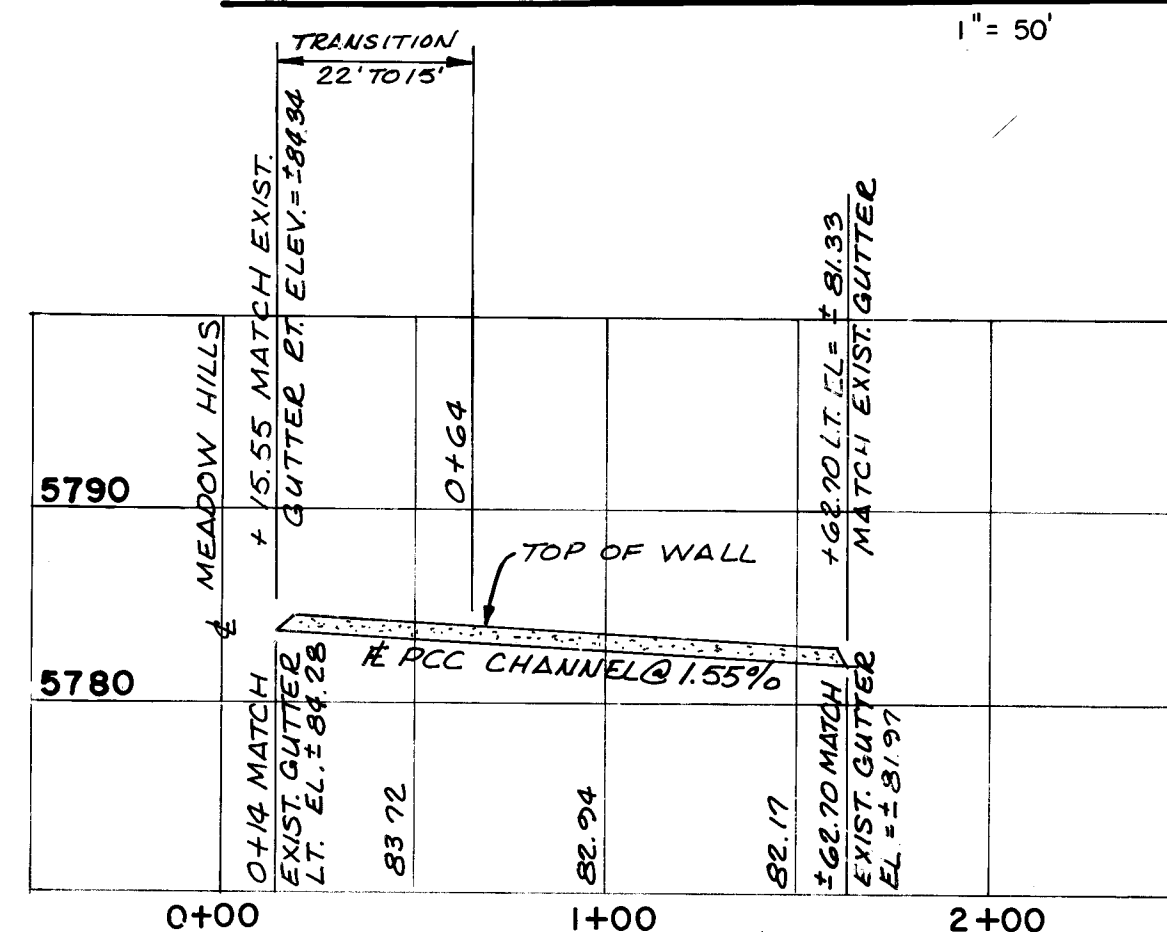 1"= 50'
TRANSITION
22' TO 15'
+ 15.55 MATCH EXIST.
GUTTER RT. ELEV.= ±84.34
MEADOW HILLS
℄
0+64
+62.70 LT. EL= ± 81.33
MATCH EXIST. GUTTER
5790
TOP OF WALL
℄ PCC CHANNEL @ 1.55%
5780
0+14 MATCH
EXIST. GUTTER
LT. EL. ± 84.28
83 72
82.94
82.17
±62.70 MATCH
EXIST. GUTTER
EL = ± 81.97
0+00
1+00
2+00